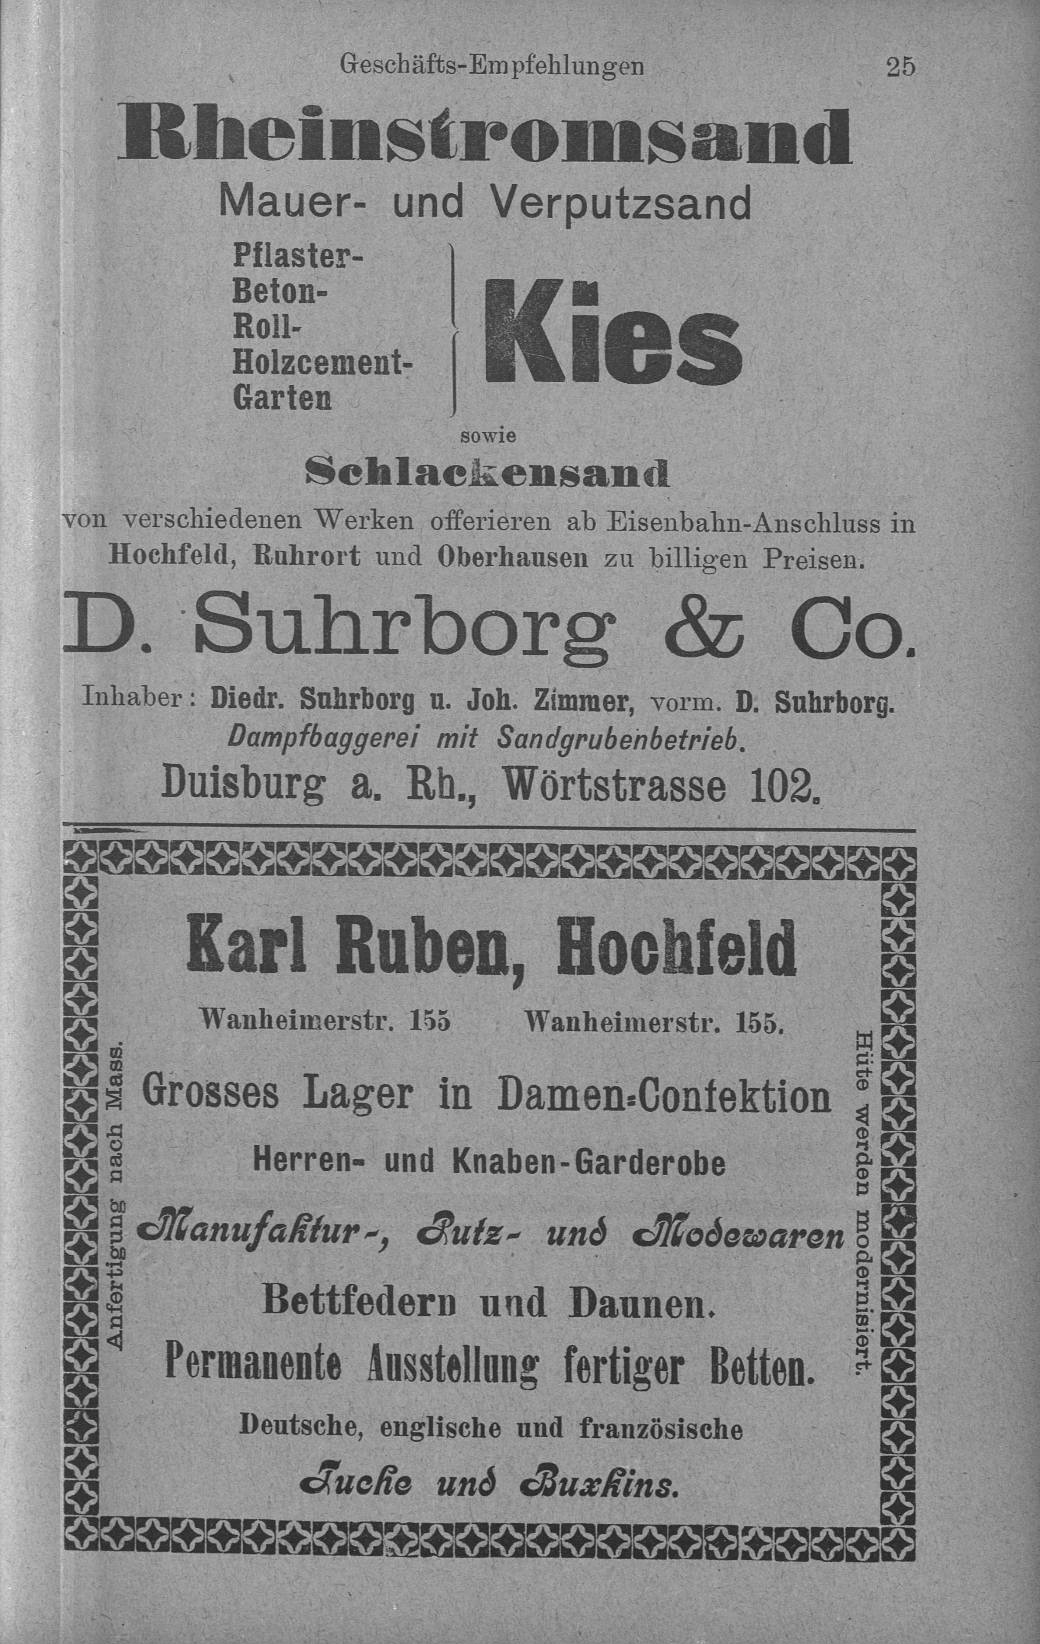 Geschäfts-Empfehlungen 25
Rheinstromsand
Mauer- und Verputzsand
Pflaster-
Beton-
Roll-
Holzcement-
Garten
Kies
sowie
Schlackensand
von verschiedenen Werken offerieren ab Eisenbahn-Anschluss in
Hochfeld, Ruhrort und Oberhausen zu billigen Preisen.
D. Suhrborg & Co.
Inhaber: Diedr. Suhrborg u. Joh. Zimmer, vorm. D. Suhrborg.
Dampfbaggerei mit Sandgrubenbetrieb.
Duisburg a. Rh., Wörtstrasse 102.
Karl Ruben, Hochfeld
Wanheimerstr. 155 Wanheimerstr. 155.
Anfertigung nach Mass.
Grosses Lager in Damen-Confektion
Herren- und Knaben-Garderobe
Manufaktur-, Putz- und Modewaren
Bettfedern und Daunen.
Permanente Ausstellung fertiger Betten.
Deutsche, englische und französische
Tuche und Buxkins.
Hüte werden modernisiert.